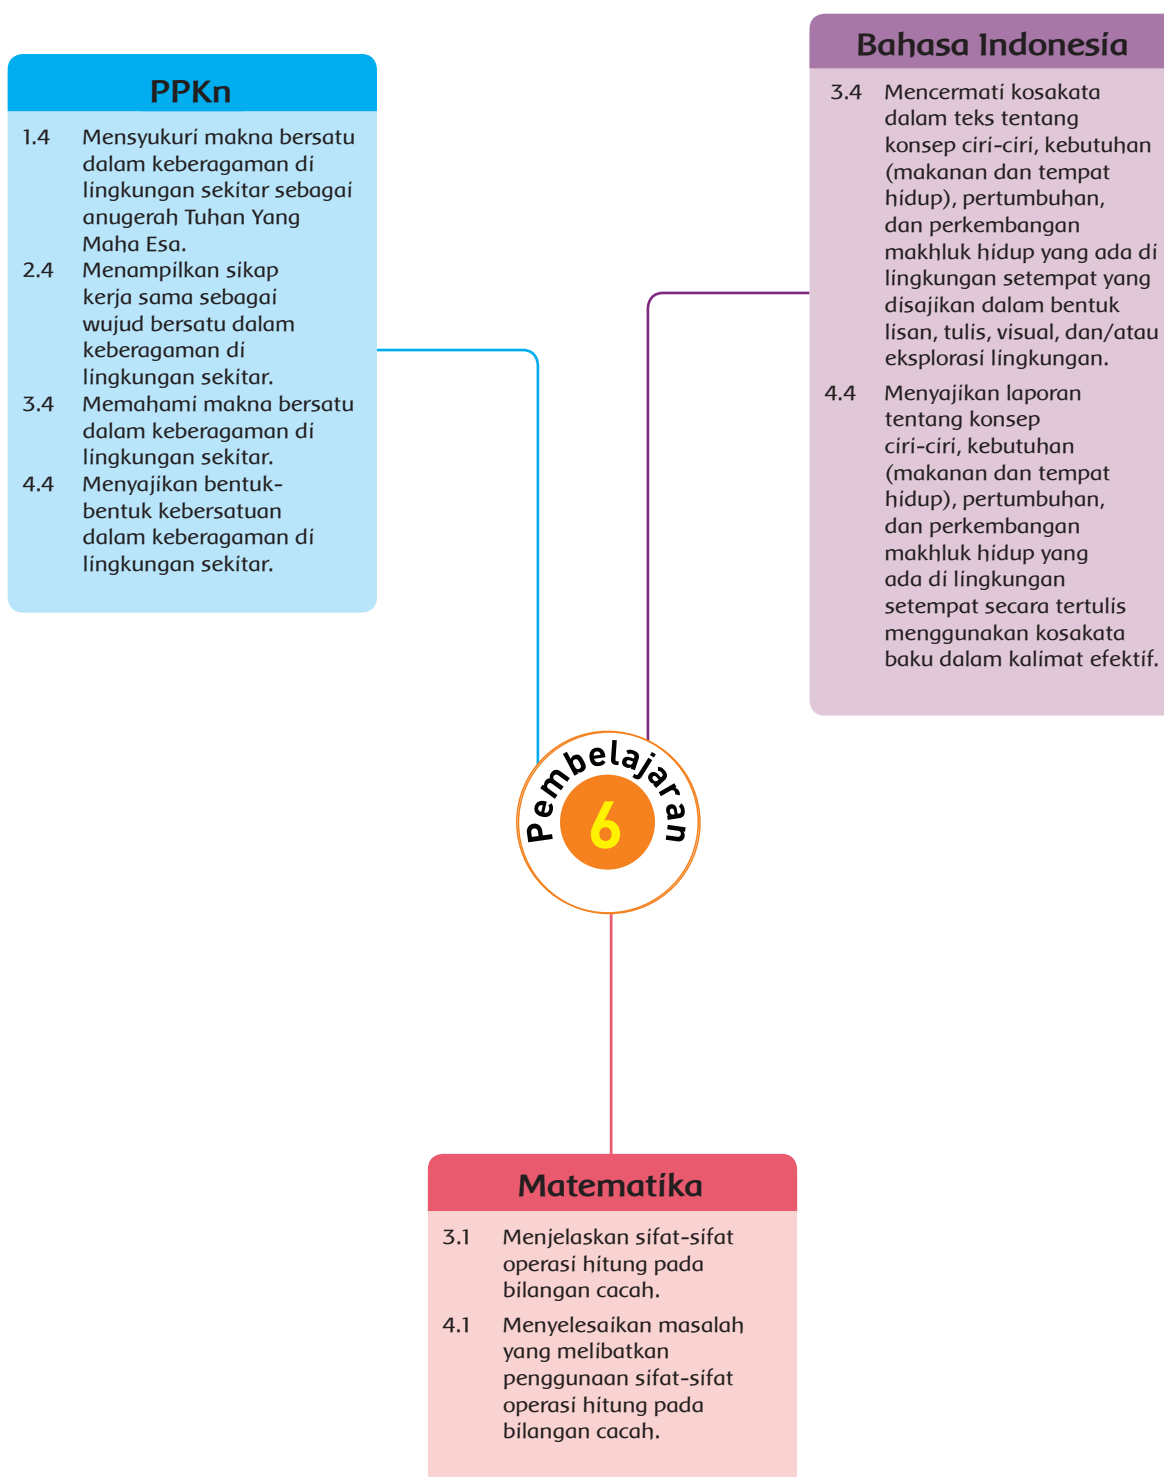 PPKn
1.4 Mensyukuri makna bersatu
dalam keberagaman di
lingkungan sekitar sebagai
anugerah Tuhan Yang
Maha Esa.
2.4 Menampilkan sikap
kerja sama sebagai
wujud bersatu dalam
keberagaman di
lingkungan sekitar.
3.4 Memahami makna bersatu
dalam keberagaman di
lingkungan sekitar.
4.4 Menyajikan bentuk-
bentuk kebersatuan
dalam keberagaman di
lingkungan sekitar.
Bahasa Indonesia
3.4 Mencermati kosakata
dalam teks tentang
konsep ciri-ciri, kebutuhan
(makanan dan tempat
hidup), pertumbuhan,
dan perkembangan
makhluk hidup yang ada di
lingkungan setempat yang
disajikan dalam bentuk
lisan, tulis, visual, dan/atau
eksplorasi lingkungan.
4.4 Menyajikan laporan
tentang konsep
ciri-ciri, kebutuhan
(makanan dan tempat
hidup), pertumbuhan,
dan perkembangan
makhluk hidup yang
ada di lingkungan
setempat secara tertulis
menggunakan kosakata
baku dalam kalimat efektif.
Pembelajaran
6
Matematika
3.1 Menjelaskan sifat-sifat
operasi hitung pada
bilangan cacah.
4.1 Menyelesaikan masalah
yang melibatkan
penggunaan sifat-sifat
operasi hitung pada
bilangan cacah.